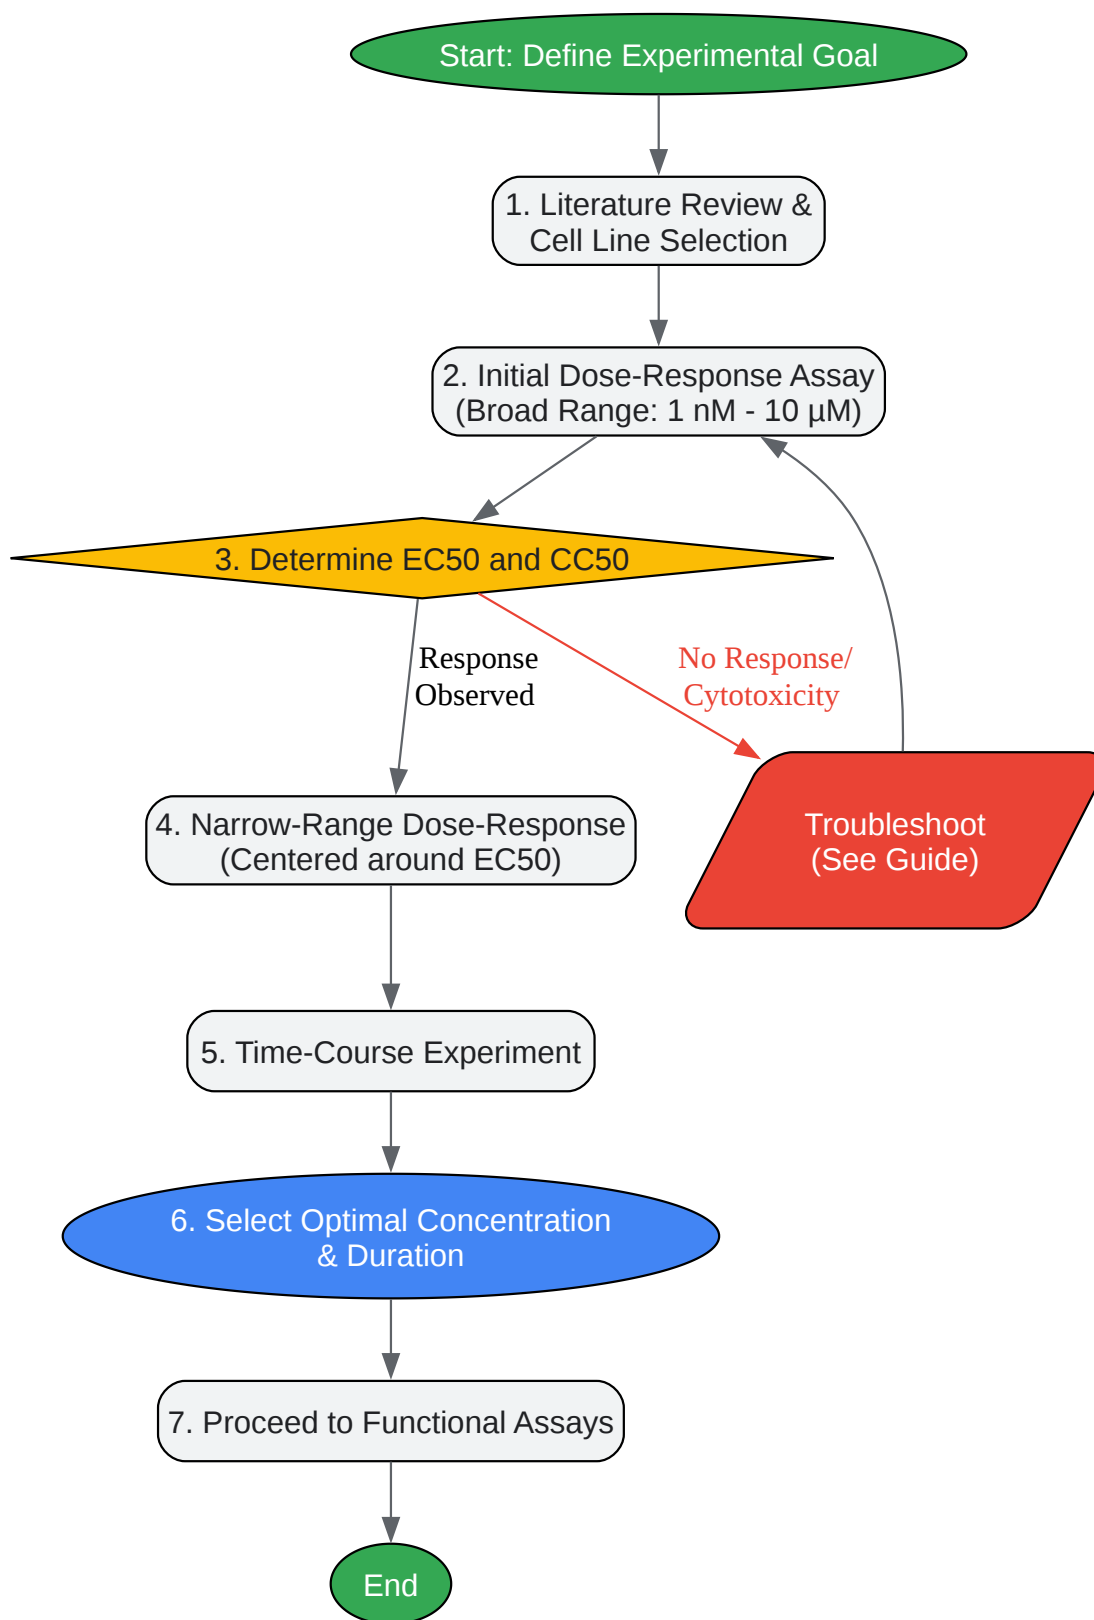 Start: Define Experimental Goal
1. Literature Review &
Cell Line Selection
2. Initial Dose-Response Assay
(Broad Range: 1 nM - 10 µM)
3. Determine EC50 and CC50
Response
Observed
No Response/
Cytotoxicity
4. Narrow-Range Dose-Response
(Centered around EC50)
Troubleshoot
(See Guide)
5. Time-Course Experiment
6. Select Optimal Concentration
& Duration
7. Proceed to Functional Assays
End